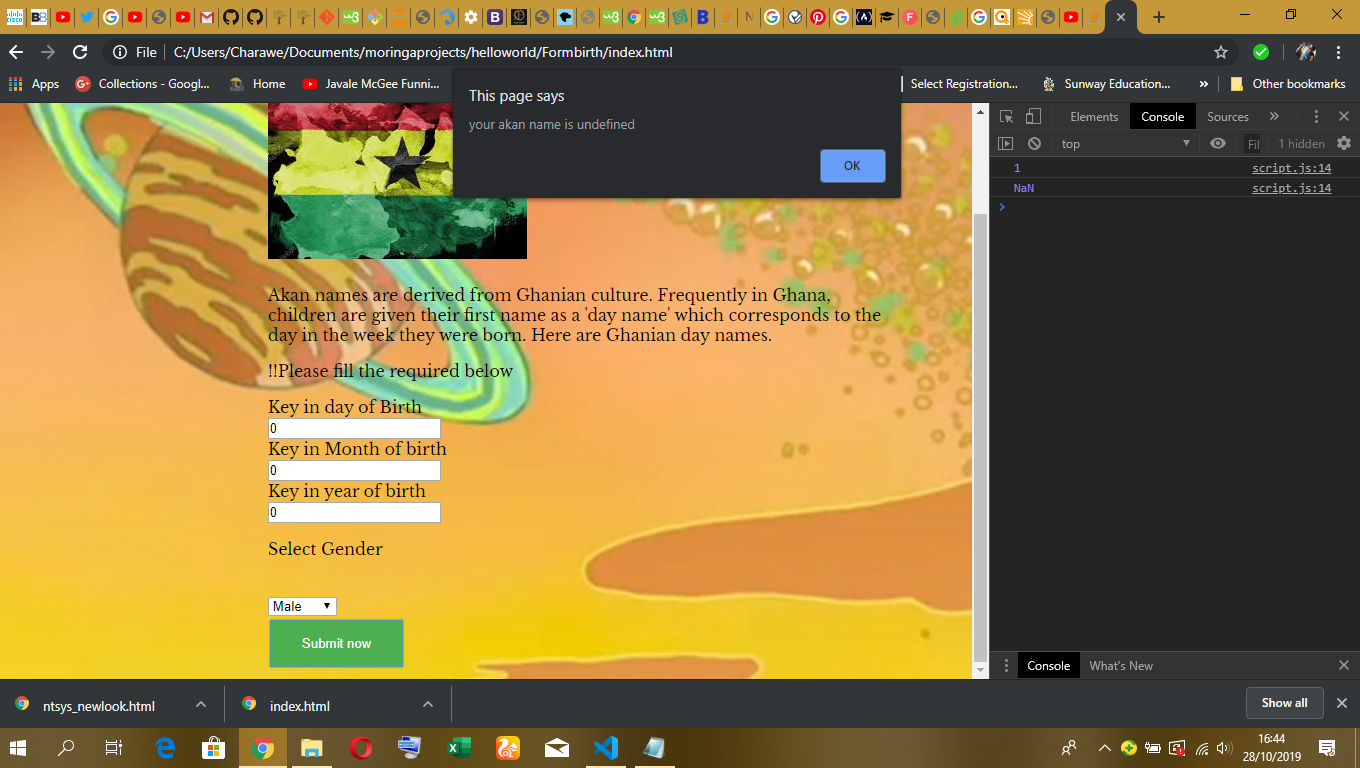 File
C:/Users/Charawe/Documents/moringaprojects/helloworld/Formbirth/index.html
Apps
Collections - Googl...
Home
Javale McGee Funni...
Select Registration...
Sunway Education...
»
Other bookmarks
This page says
your akan name is undefined
OK
Elements
Console
Sources
»
top
Fil
1 hidden
1 script.js:14
NaN script.js:14
Akan names are derived from Ghanian culture. Frequently in Ghana,
children are given their first name as a 'day name' which corresponds to the
day in the week they were born. Here are Ghanian day names.
!!Please fill the required below
Key in day of Birth
0
Key in Month of birth
0
Key in year of birth
0
Select Gender
Male
Submit now
Console
What's New
ntsys_newlook.html
index.html
Show all
16:44
28/10/2019